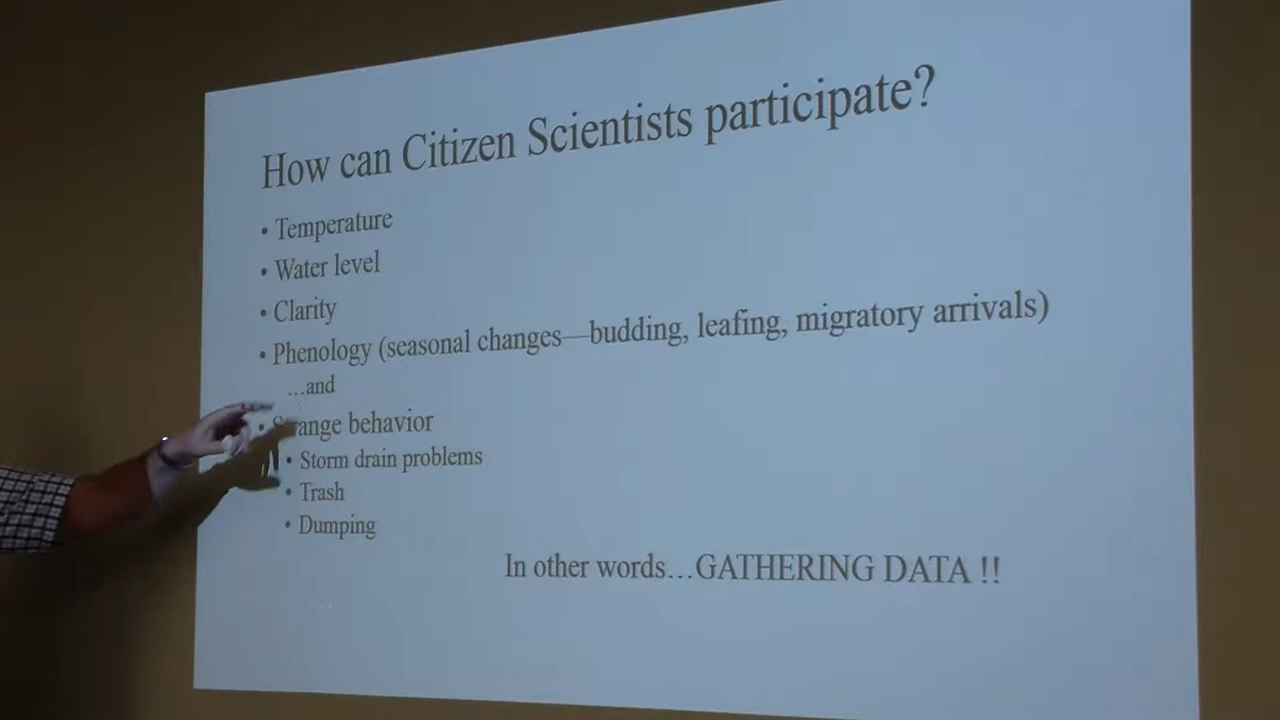 How can Citizen Scientists participate?
• Temperature
• Water level
• Clarity
• Phenology (seasonal changes—budding, leafing, migratory arrivals)
…and
• Strange behavior
• Storm drain problems
• Trash
• Dumping
In other words…GATHERING DATA !!